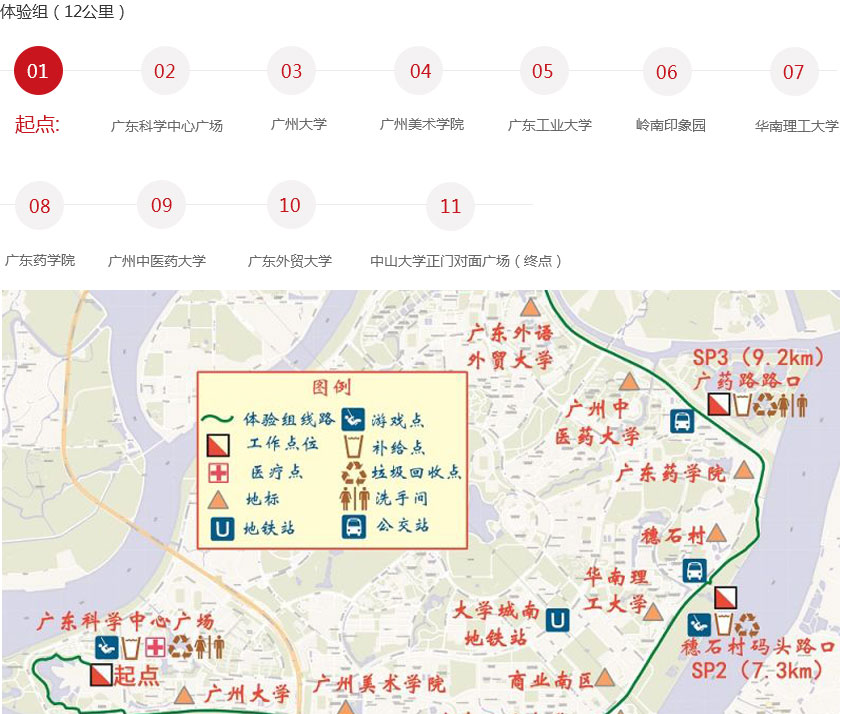 体验组（12公里）
01
02
03
04
05
06
07
起点:
广东科学中心广场
广州大学
广州美术学院
广东工业大学
岭南印象园
华南理工大学
08
09
10
11
广东药学院
广州中医药大学
广东外贸大学
中山大学正门对面广场（终点）
广东外语
外贸大学
SP3（9.2km）
广药路路口
图例
体验组线路
游戏点
工作点位
补给点
医疗点
垃圾回收点
地标
洗手间
U
地铁站
公交站
广州中
医药大学
广东药学院
穗石村
华南理
工大学
大学城南
地铁站
U
穗石村码头路口
SP2（7.3km）
广东科学中心广场
起点
广州大学
广州美术学院
商业南区